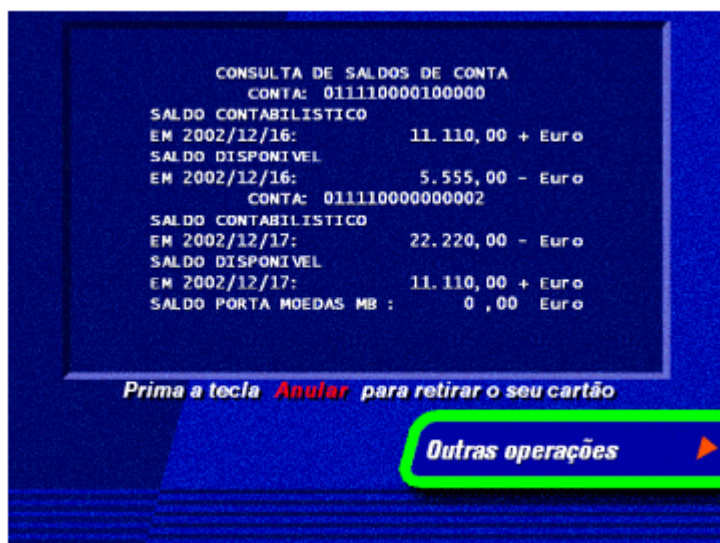 CONSULTA DE SALDOS DE CONTA
CONTA: 011110000100000
SALDO CONTABILISTICO
EM 2002/12/16: 11.110,00 + Euro
SALDO DISPONIVEL
EM 2002/12/16: 5.555,00 - Euro
CONTA: 011110000000002
SALDO CONTABILISTICO
EM 2002/12/17: 22.220,00 - Euro
SALDO DISPONIVEL
EM 2002/12/17: 11.110,00 + Euro
SALDO PORTA MOEDAS MB : 0 ,00 Euro
Prima a tecla Anular para retirar o seu cartão
Outras operações